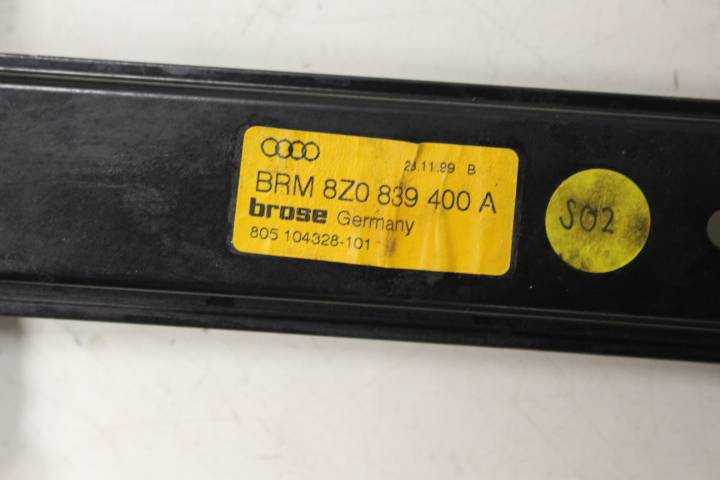 23.11.99 B
BRM 8Z0 839 400 A
brose Germany
805 104328-101
S02